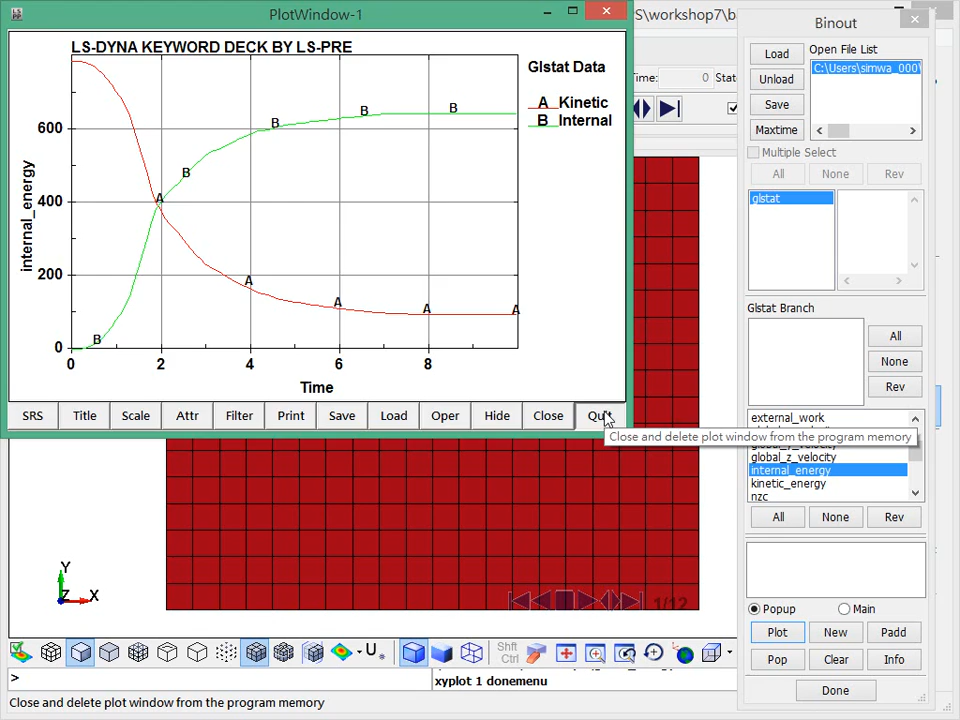 PlotWindow-1
S\workshop7\ba
Binout
LS-DYNA KEYWORD DECK BY LS-PRE
Glstat Data
A Kinetic
B Internal
internal_energy
600
400
200
0
0 2 4 6 8
Time
A
A
A
A
A
B
B
B
B
B
SRS Title Scale Attr Filter Print Save Load Oper Hide Close Quit
Close and delete plot window from the program memory
Time: 0 State
Load
Unload
Save
Maxtime
Open File List
C:\Users\simwa_000\
Multiple Select
All None Rev
glstat
Glstat Branch
All
None
Rev
external_work
global_y_velocity
global_z_velocity
internal_energy
kinetic_energy
nzc
All None Rev
Popup Main
Plot New Padd
Pop Clear Info
Done
Y
Z X
1/12
U
Shft
Ctrl
>
xyplot 1 donemenu
Close and delete plot window from the program memory